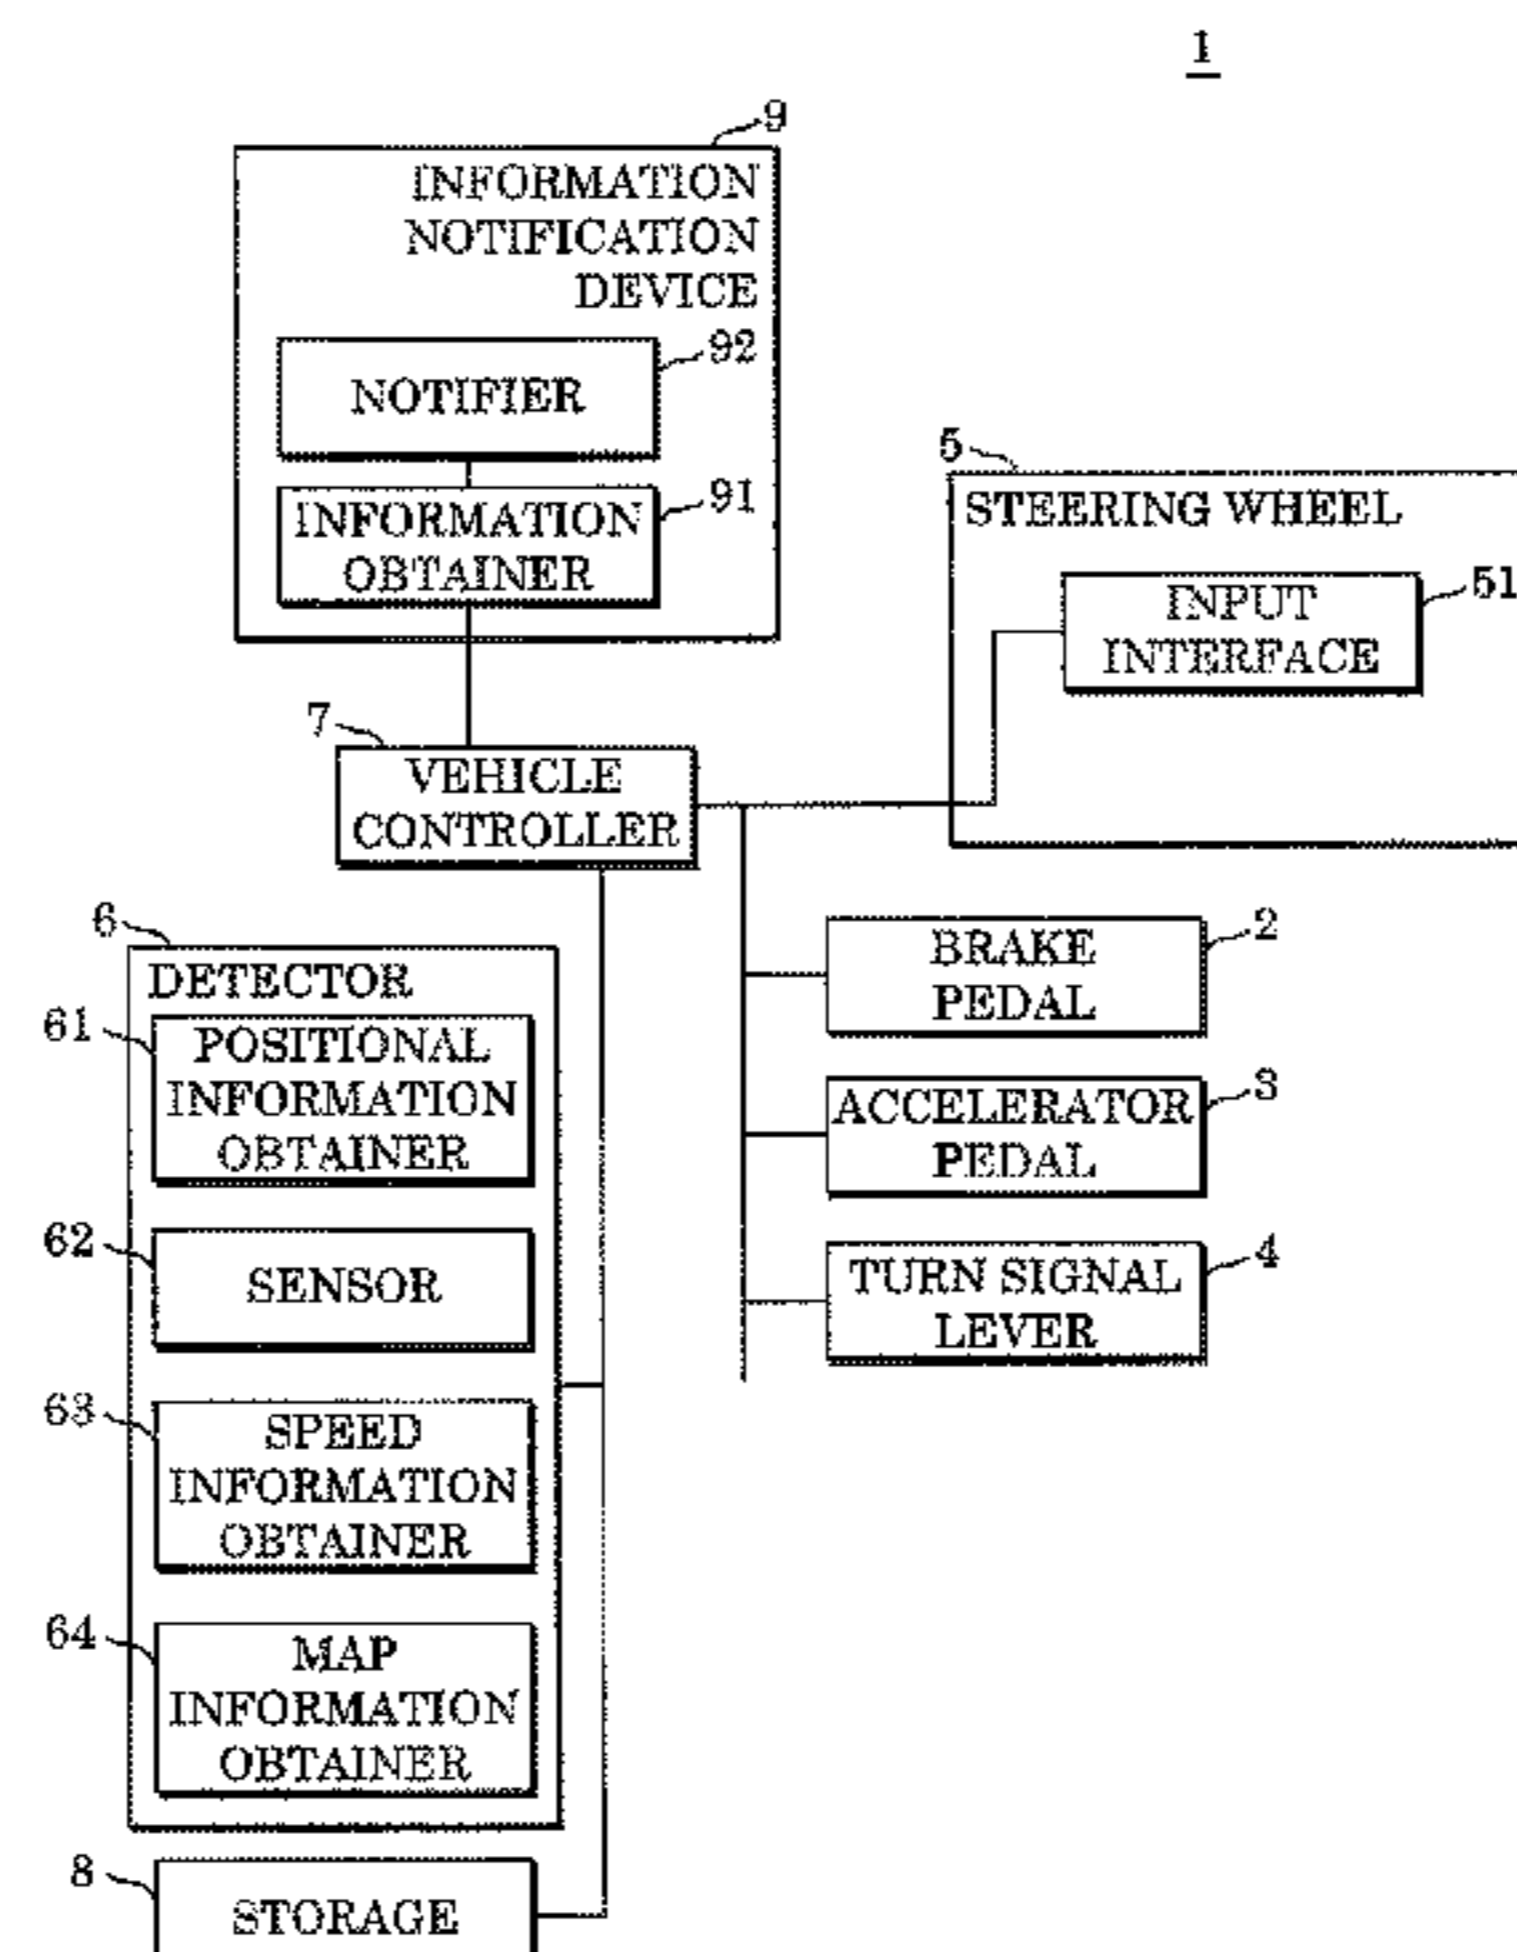 1
9
INFORMATION
NOTIFICATION
DEVICE
92
NOTIFIER
91
INFORMATION
OBTAINER
5
STEERING WHEEL
51
INPUT
INTERFACE
7
VEHICLE
CONTROLLER
6
DETECTOR
61
POSITIONAL
INFORMATION
OBTAINER
62
SENSOR
63
SPEED
INFORMATION
OBTAINER
64
MAP
INFORMATION
OBTAINER
8
STORAGE
2
BRAKE
PEDAL
3
ACCELERATOR
PEDAL
4
TURN SIGNAL
LEVER